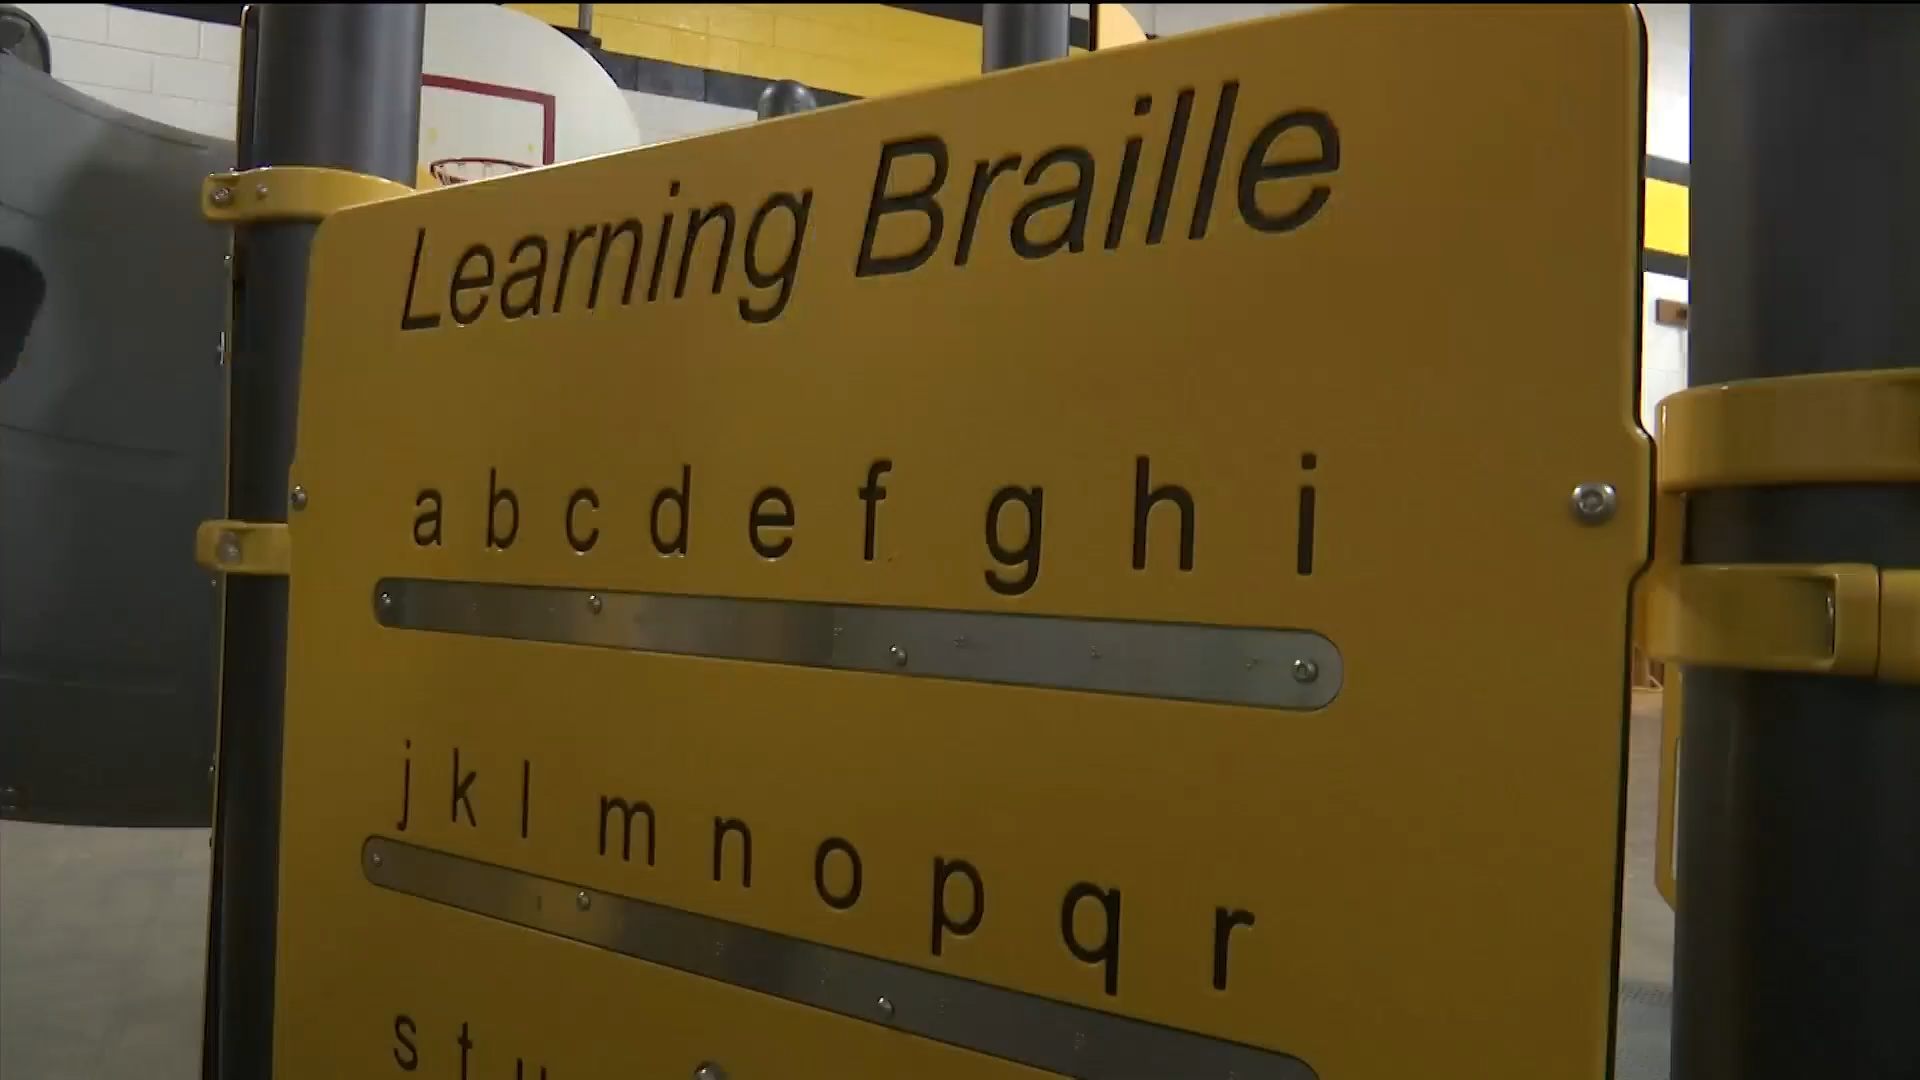 Learning Braille
a b c d e f g h i
j k l m n o p q r
s t u